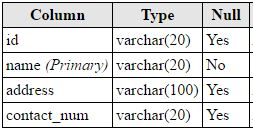 Column Type Null
id varchar(20) Yes
name (Primary) varchar(20) No
address varchar(100) Yes
contact_num varchar(20) Yes